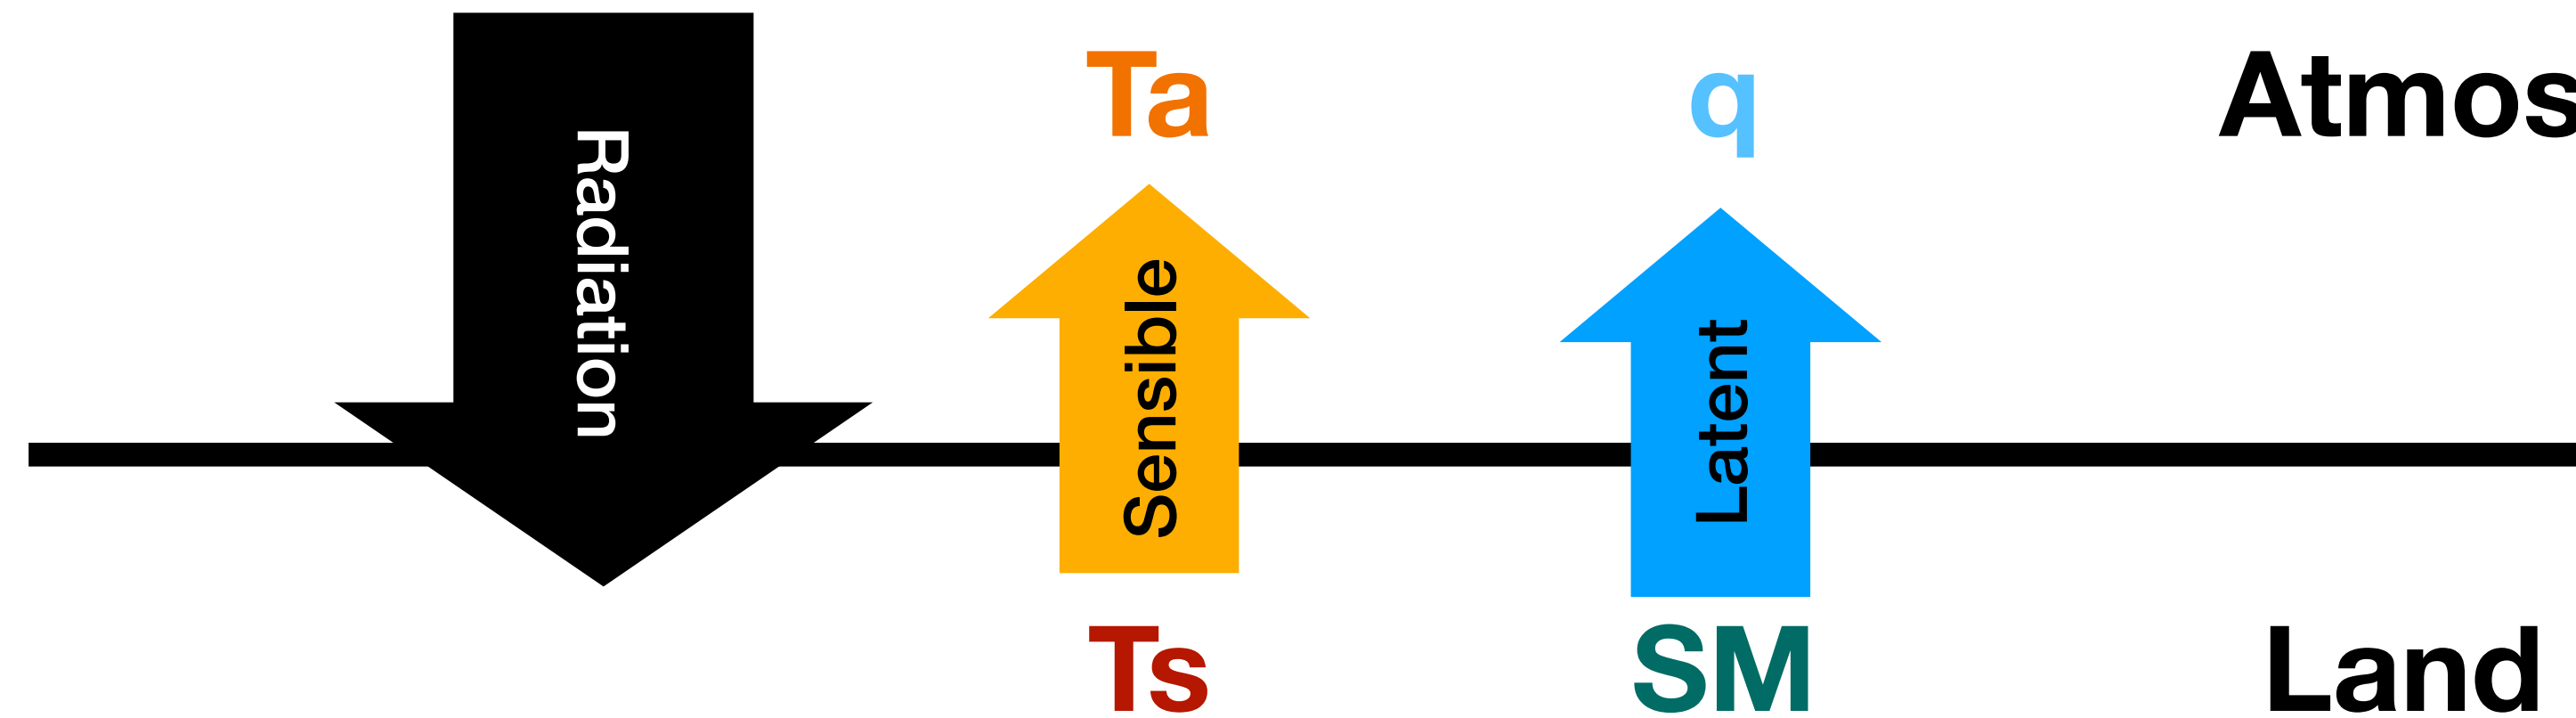 Radiation
Ta
q
Atmos
Sensible
Latent
Ts
SM
Land